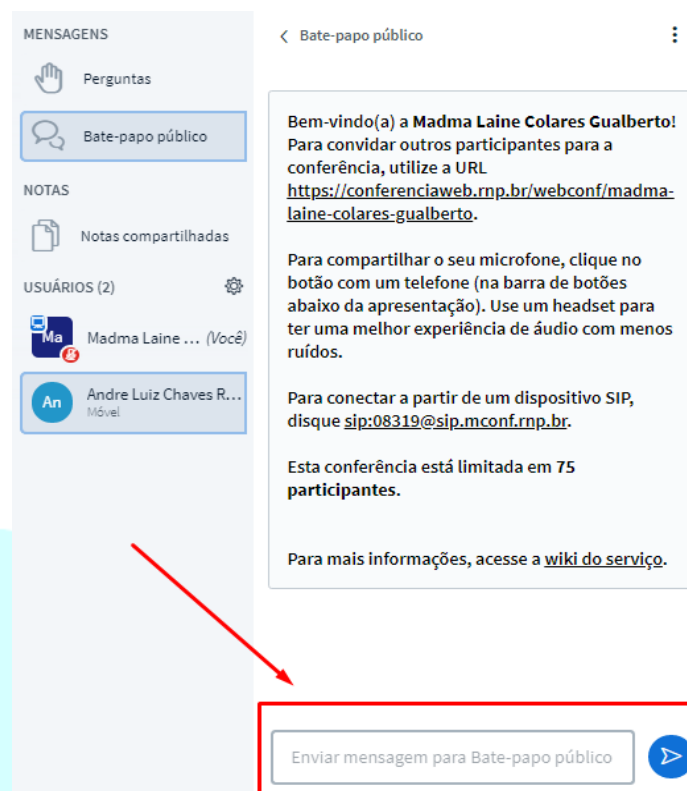 MENSAGENS
Perguntas
Bate-papo público
NOTAS
Notas compartilhadas
USUÁRIOS (2)
Ma
Madma Laine ... (Você)
An
Andre Luiz Chaves R...
Móvel
Bate-papo público
Bem-vindo(a) a Madma Laine Colares Gualberto!
Para convidar outros participantes para a
conferência, utilize a URL
https://conferenciaweb.rnp.br/webconf/madma-
laine-colares-gualberto.
Para compartilhar o seu microfone, clique no
botão com um telefone (na barra de botões
abaixo da apresentação). Use um headset para
ter uma melhor experiência de áudio com menos
ruídos.
Para conectar a partir de um dispositivo SIP,
disque sip:08319@sip.mconf.rnp.br.
Esta conferência está limitada em 75
participantes.
Para mais informações, acesse a wiki do serviço.
Enviar mensagem para Bate-papo público